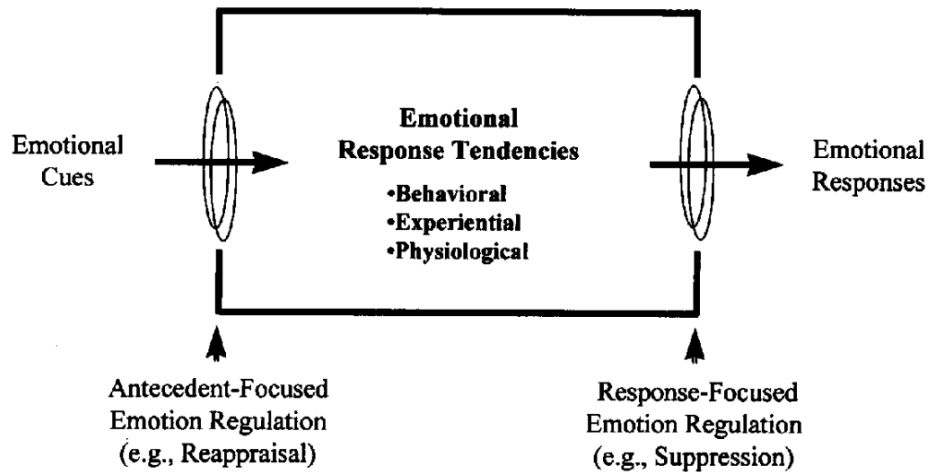 Emotional
Cues
Emotional
Response Tendencies
•Behavioral
•Experiential
•Physiological
Emotional
Responses
Antecedent-Focused
Emotion Regulation
(e.g., Reappraisal)
Response-Focused
Emotion Regulation
(e.g., Suppression)